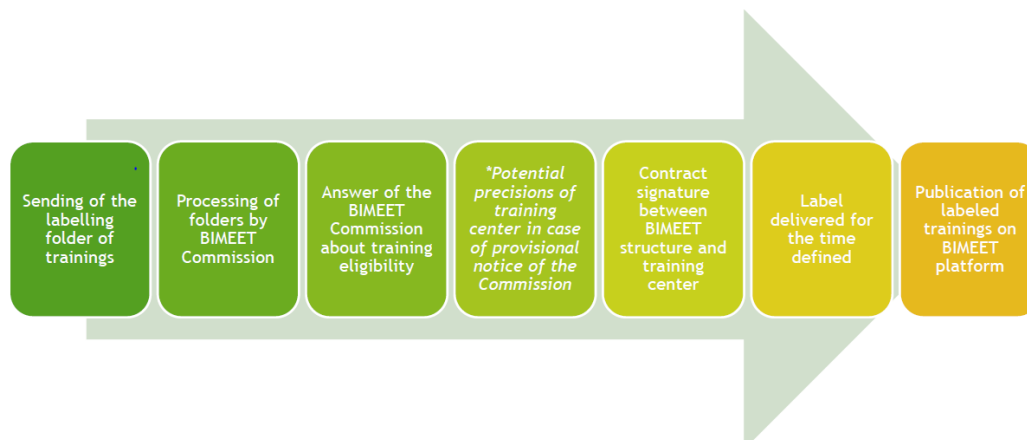 Sending of the
labelling
folder of
trainings
Processing of
folders by
BIMEET
Commission
Answer of the
BIMEET
Commission
about training
eligibility
*Potential
precisions of
training
center in case
of provisional
notice of the
Commission
Contract
signature
between
BIMEET
structure and
training
center
Label
delivered for
the time
defined
Publication of
labeled
trainings on
BIMEET
platform